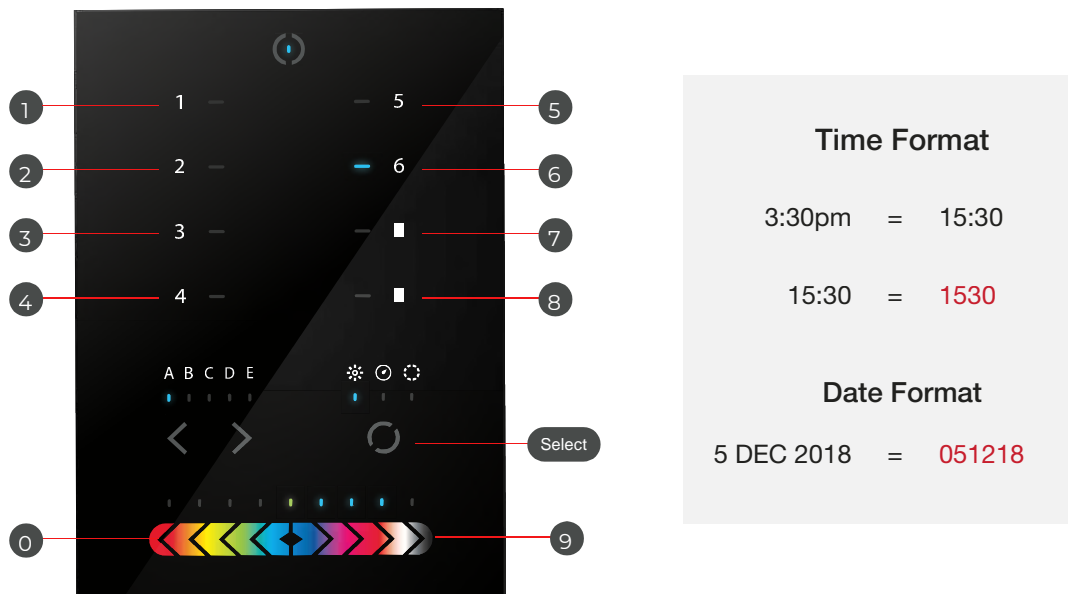 1 1 5 5
2 2 6 6
3 3 7
4 4 8
A B C D E
Select
0 9
Time Format
3:30pm = 15:30
15:30 = 1530
Date Format
5 DEC 2018 = 051218